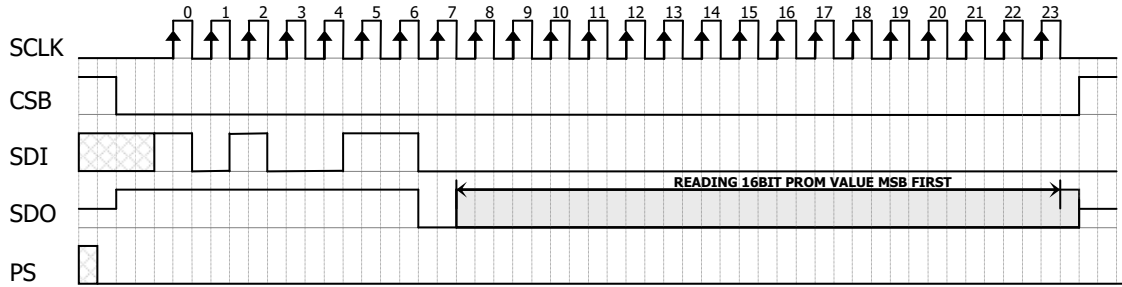 0 1 2 3 4 5 6 7 8 9 10 11 12 13 14 15 16 17 18 19 20 21 22 23
SCLK
CSB
SDI
READING 16BIT PROM VALUE MSB FIRST
SDO
PS